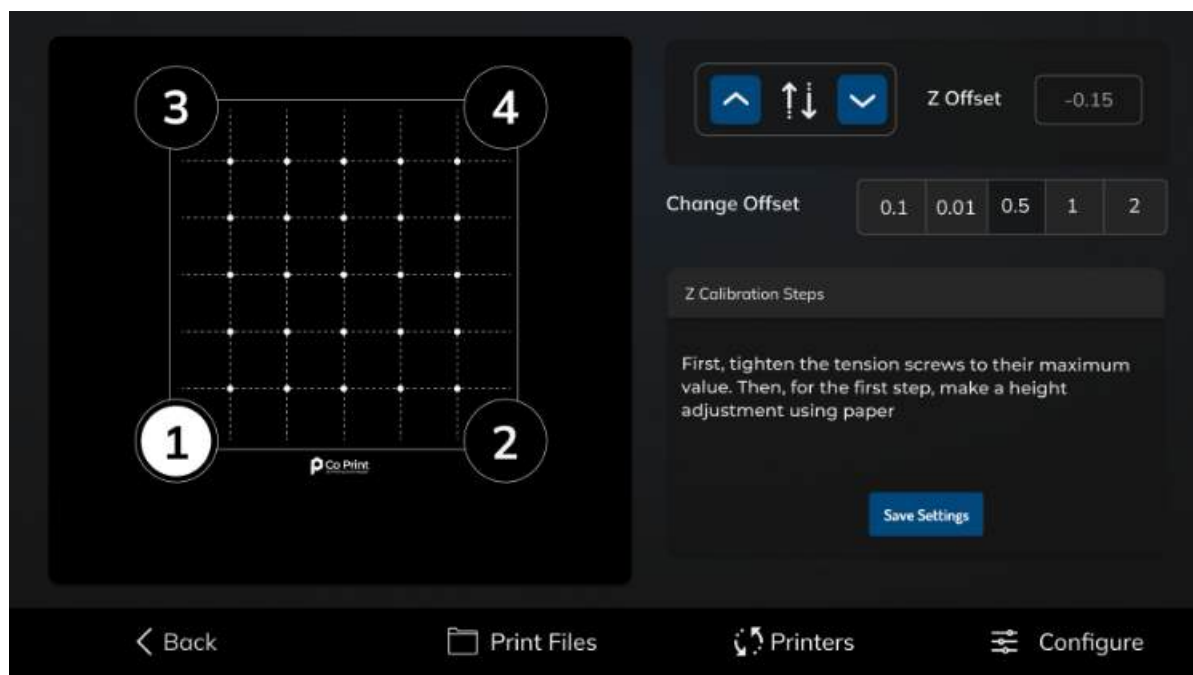 3
4
Z Offset
-0.15
Change Offset
0.1
0.01
0.5
1
2
Z Calibration Steps
First, tighten the tension screws to their maximum
value. Then, for the first step, make a height
adjustment using paper
1
2
Co Print
Save Settings
Back
Print Files
Printers
Configure